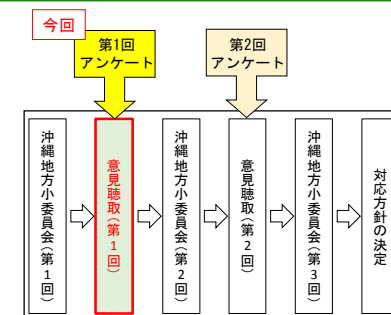 今回
第1回
アンケート
第2回
アンケート
沖縄地方小委員会（第1回）
意見聴取（第1回）
沖縄地方小委員会（第2回）
意見聴取（第2回）
沖縄地方小委員会（第3回）
対応方針の決定